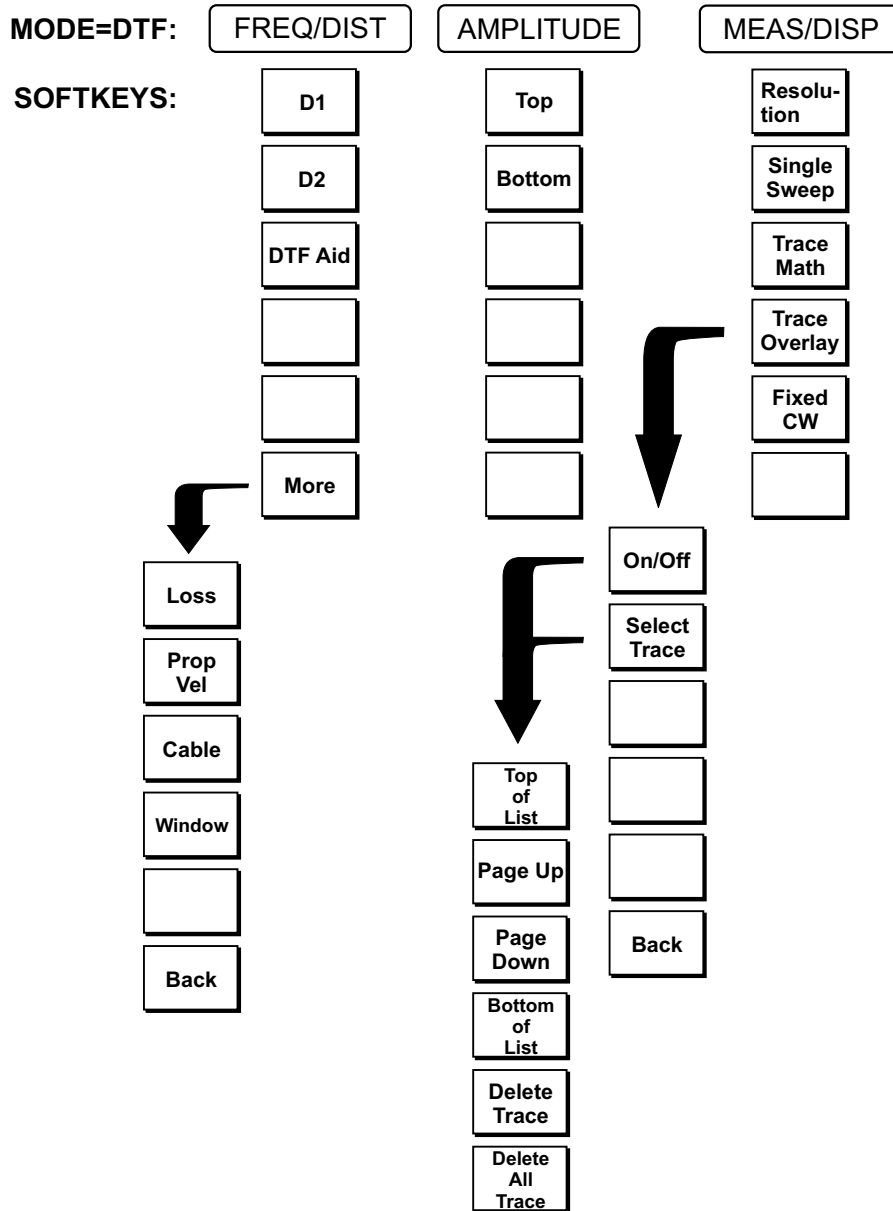 MODE=DTF: FREQ/DIST AMPLITUDE MEAS/DISP
SOFTKEYS:
D1
D2
DTF Aid
More
Loss
Prop
Vel
Cable
Window
Back
Top
Bottom
Resolu-
tion
Single
Sweep
Trace
Math
Trace
Overlay
Fixed
CW
On/Off
Select
Trace
Back
Top
of
List
Page Up
Page
Down
Bottom
of
List
Delete
Trace
Delete
All
Trace